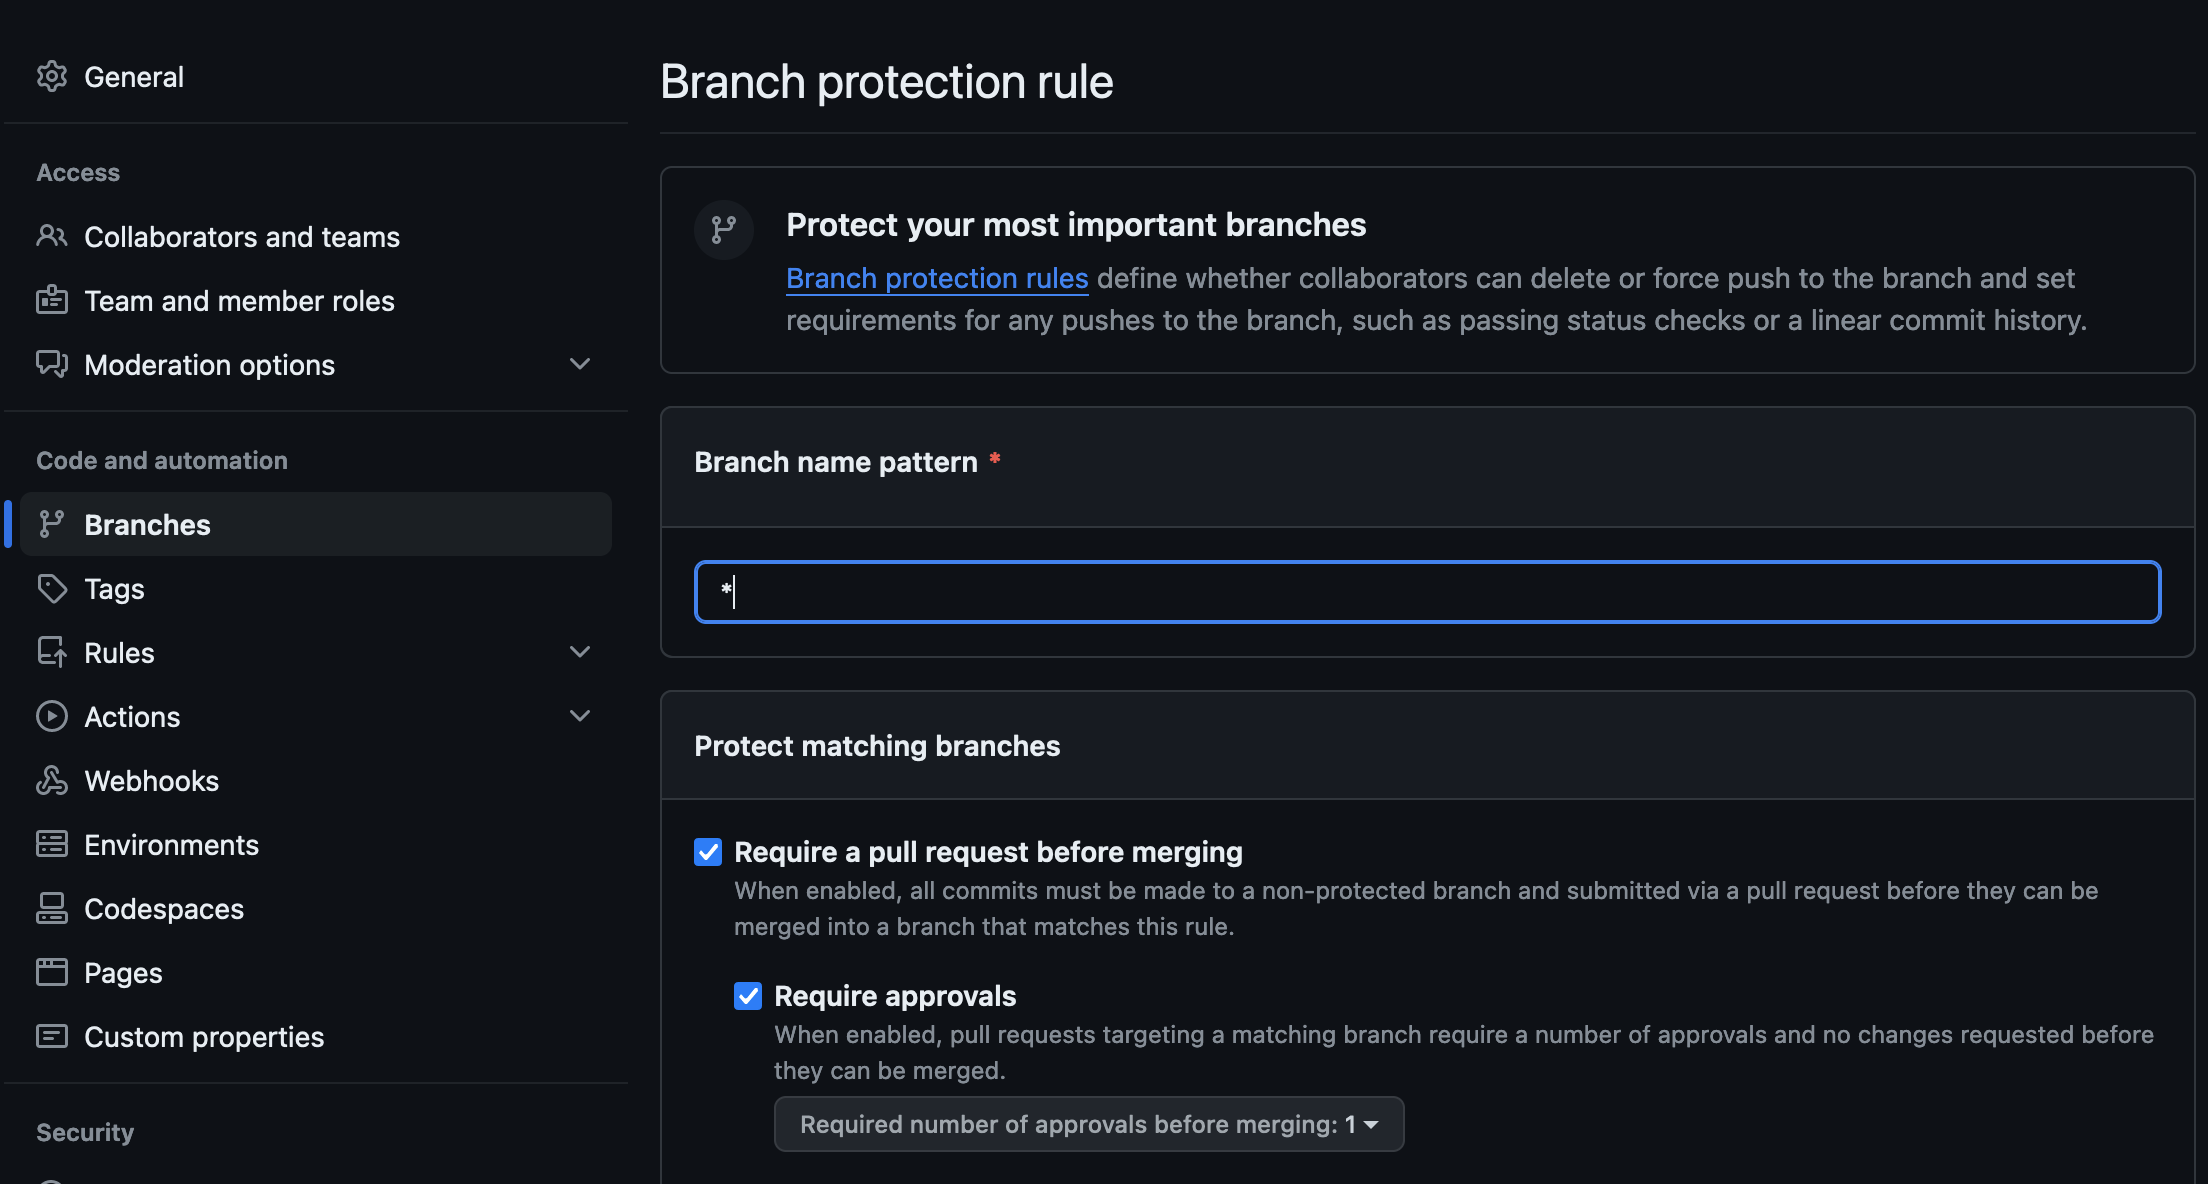 General
Access
Collaborators and teams
Team and member roles
Moderation options
Code and automation
Branches
Tags
Rules
Actions
Webhooks
Environments
Codespaces
Pages
Custom properties
Security
Branch protection rule
Protect your most important branches
Branch protection rules define whether collaborators can delete or force push to the branch and set
requirements for any pushes to the branch, such as passing status checks or a linear commit history.
Branch name pattern *
*
Protect matching branches
Require a pull request before merging
When enabled, all commits must be made to a non-protected branch and submitted via a pull request before they can be
merged into a branch that matches this rule.
Require approvals
When enabled, pull requests targeting a matching branch require a number of approvals and no changes requested before
they can be merged.
Required number of approvals before merging: 1